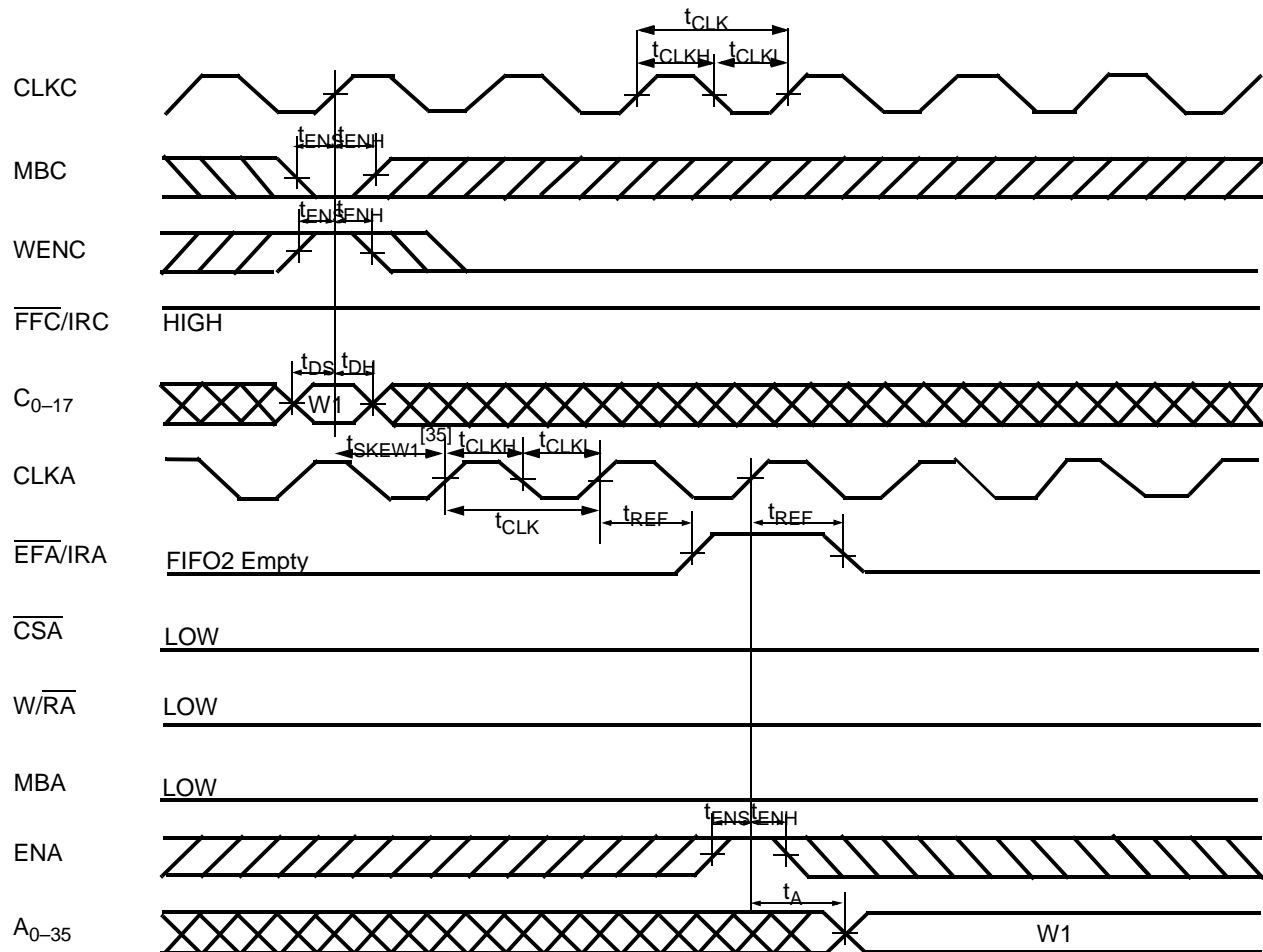 tCLK
tCLKH tCLKL
CLKC
tENS tENH
MBC
tENS tENH
WENC
FFC/IRC HIGH
tDS tDH
C0–17 W1
tSKEW1[35] tCLKH tCLKL
CLKA
tCLK tREF tREF
EFA/IRA FIFO2 Empty
CSA LOW
W/RA LOW
MBA LOW
tENS tENH
ENA
tA
A0–35 W1